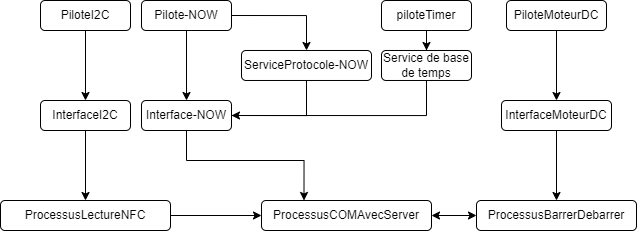 PiloteI2C
Pilote-NOW
piloteTimer
PiloteMoteurDC
ServiceProtocole-NOW
Service de base
de temps
InterfaceI2C
Interface-NOW
InterfaceMoteurDC
ProcessusLectureNFC
ProcessusCOMAvecServer
ProcessusBarrerDebarrer